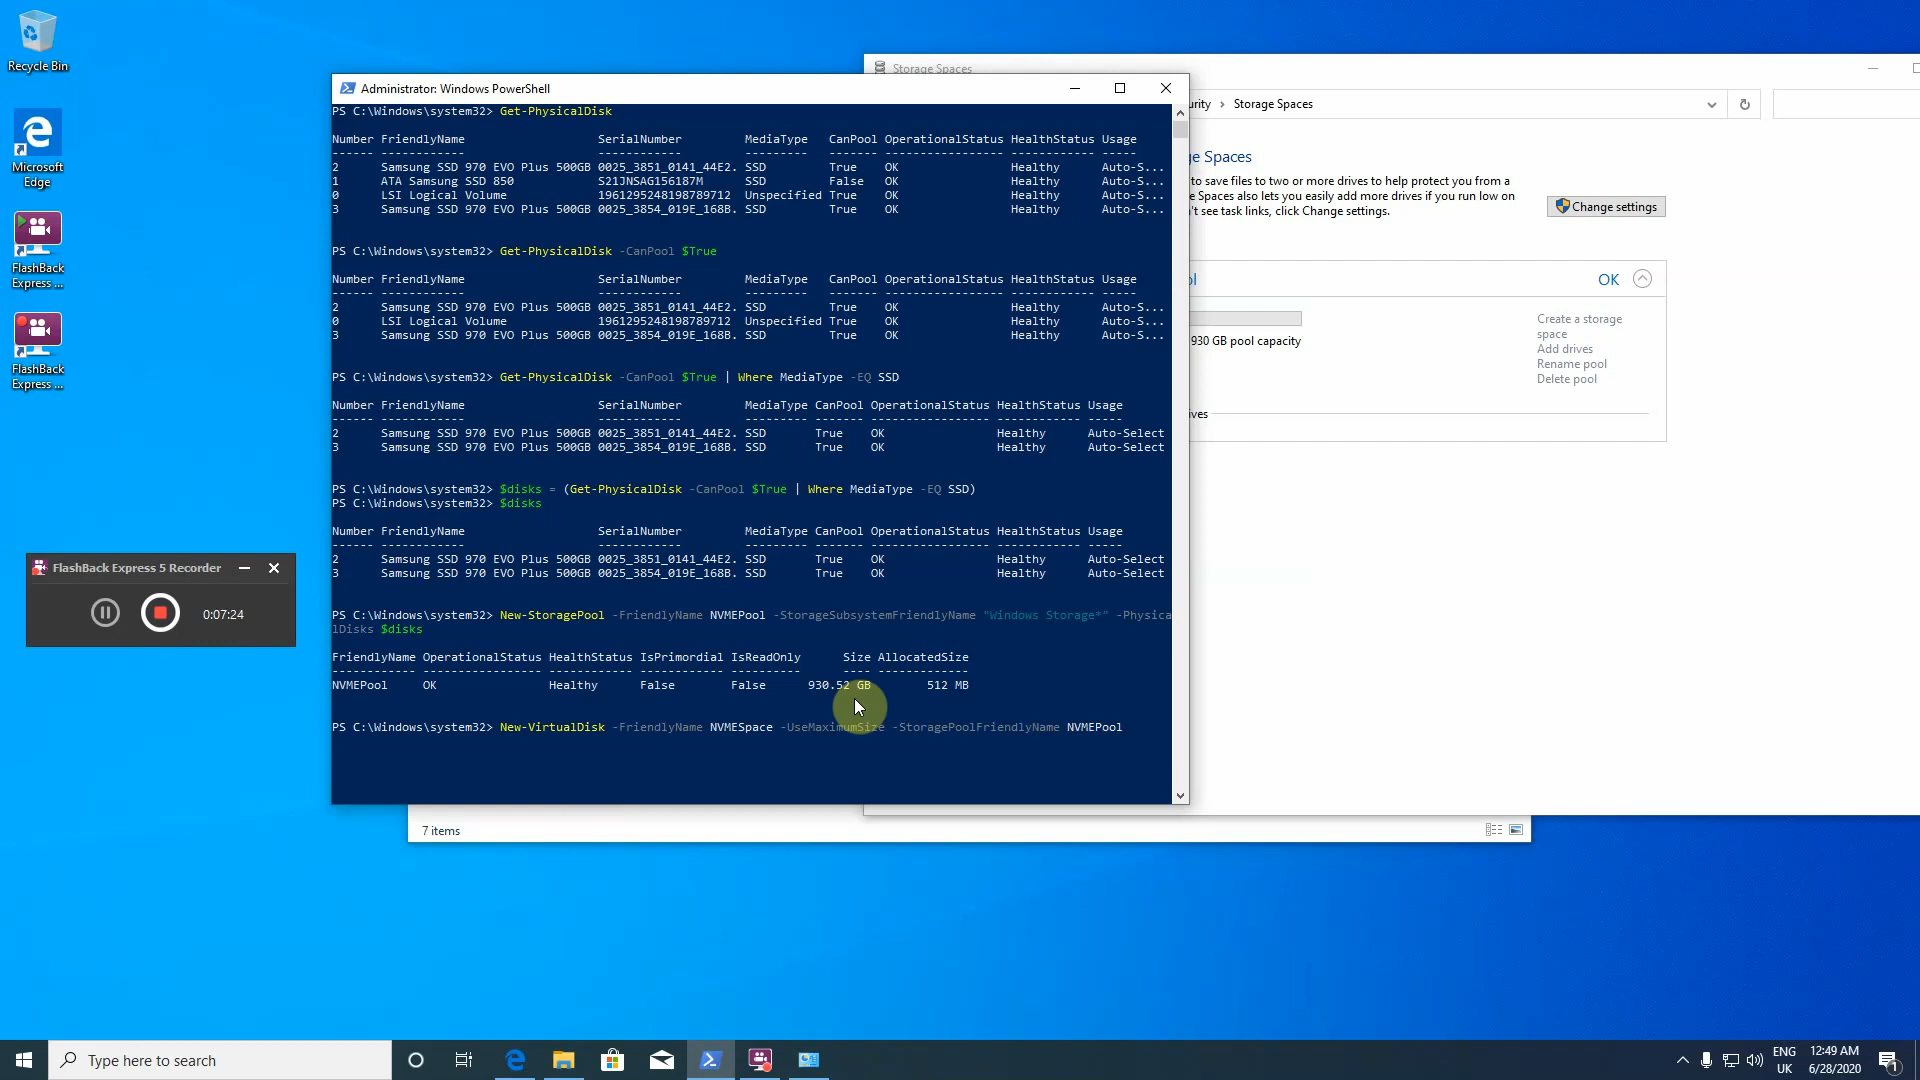 Recycle Bin
Microsoft
Edge
FlashBack
Express ...
FlashBack
Express ...
FlashBack Express 5 Recorder
0:07:24
Administrator: Windows PowerShell
PS C:\Windows\system32> Get-PhysicalDisk
Number FriendlyName SerialNumber MediaType CanPool OperationalStatus HealthStatus Usage
------ ------------ ------------ --------- ------- ----------------- ------------ -----
2 Samsung SSD 970 EVO Plus 500GB 0025_3851_0141_44E2. SSD True OK Healthy Auto-S...
1 ATA Samsung SSD 850 S21JNSAG156187M SSD False OK Healthy Auto-S...
0 LSI Logical Volume 1961295248198789712 Unspecified True OK Healthy Auto-S...
3 Samsung SSD 970 EVO Plus 500GB 0025_3854_019E_168B. SSD True OK Healthy Auto-S...
PS C:\Windows\system32> Get-PhysicalDisk -CanPool $True
Number FriendlyName SerialNumber MediaType CanPool OperationalStatus HealthStatus Usage
------ ------------ ------------ --------- ------- ----------------- ------------ -----
2 Samsung SSD 970 EVO Plus 500GB 0025_3851_0141_44E2. SSD True OK Healthy Auto-S...
0 LSI Logical Volume 1961295248198789712 Unspecified True OK Healthy Auto-S...
3 Samsung SSD 970 EVO Plus 500GB 0025_3854_019E_168B. SSD True OK Healthy Auto-S...
PS C:\Windows\system32> Get-PhysicalDisk -CanPool $True | Where MediaType -EQ SSD
Number FriendlyName SerialNumber MediaType CanPool OperationalStatus HealthStatus Usage
------ ------------ ------------ --------- ------- ----------------- ------------ -----
2 Samsung SSD 970 EVO Plus 500GB 0025_3851_0141_44E2. SSD True OK Healthy Auto-Select
3 Samsung SSD 970 EVO Plus 500GB 0025_3854_019E_168B. SSD True OK Healthy Auto-Select
PS C:\Windows\system32> $disks = (Get-PhysicalDisk -CanPool $True | Where MediaType -EQ SSD)
PS C:\Windows\system32> $disks
Number FriendlyName SerialNumber MediaType CanPool OperationalStatus HealthStatus Usage
------ ------------ ------------ --------- ------- ----------------- ------------ -----
2 Samsung SSD 970 EVO Plus 500GB 0025_3851_0141_44E2. SSD True OK Healthy Auto-Select
3 Samsung SSD 970 EVO Plus 500GB 0025_3854_019E_168B. SSD True OK Healthy Auto-Select
PS C:\Windows\system32> New-StoragePool -FriendlyName NVMEPool -StorageSubsystemFriendlyName "Windows Storage*" -Physica
lDisks $disks
FriendlyName OperationalStatus HealthStatus IsPrimordial IsReadOnly Size AllocatedSize
------------ ----------------- ------------ ------------ ---------- ---- -------------
NVMEPool OK Healthy False False 930.52 GB 512 MB
PS C:\Windows\system32> New-VirtualDisk -FriendlyName NVMESpace -UseMaximumSize -StoragePoolFriendlyName NVMEPool
Storage Spaces
urity › Storage Spaces
ge Spaces
to save files to two or more drives to help protect you from a
e Spaces also lets you easily add more drives if you run low on
't see task links, click Change settings.
Change settings
ol
OK
930 GB pool capacity
Create a storage
space
Add drives
Rename pool
Delete pool
ives
7 items
Type here to search
ENG
UK
12:49 AM
6/28/2020
1